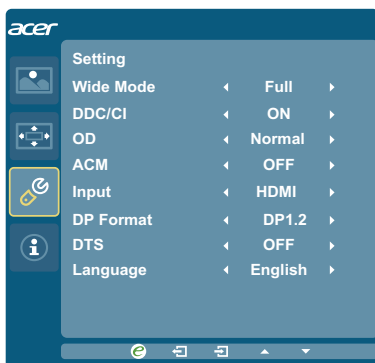 acer
Setting
Wide Mode Full
DDC/CI ON
OD Normal
ACM OFF
Input HDMI
DP Format DP1.2
DTS OFF
Language English
e